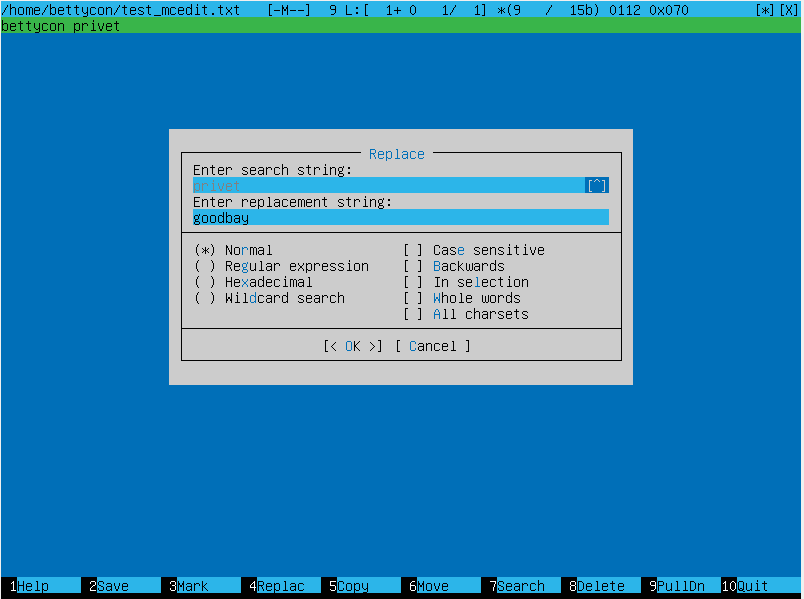 /home/bettycon/test_mcedit.txt [-M--] 9 L:[ 1+ 0 1/ 1] *(9 / 15b) 0112 0x070 [*][X]
bettycon privet
Replace
Enter search string:
privet [^]
Enter replacement string:
goodbay
(*) Normal [ ] Case sensitive
( ) Regular expression [ ] Backwards
( ) Hexadecimal [ ] In selection
( ) Wildcard search [ ] Whole words
[ ] All charsets
[< OK >] [ Cancel ]
1Help 2Save 3Mark 4Replac 5Copy 6Move 7Search 8Delete 9PullDn 10Quit